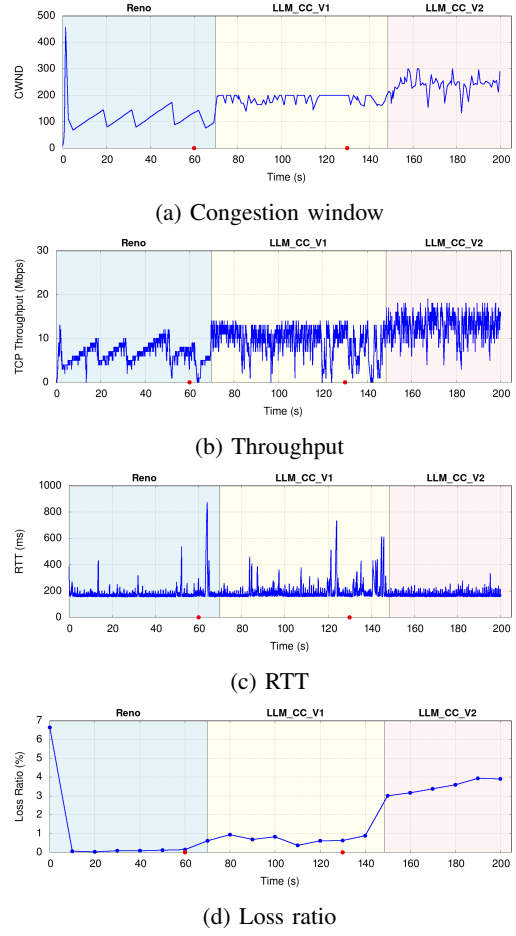 Reno LLM_CC_V1 LLM_CC_V2
500
400
300
200
100
0
CWND
0 20 40 60 80 100 120 140 160 180 200
Time (s)
(a) Congestion window
Reno LLM_CC_V1 LLM_CC_V2
30
20
10
0
TCP Throughput (Mbps)
0 20 40 60 80 100 120 140 160 180 200
Time (s)
(b) Throughput
Reno LLM_CC_V1 LLM_CC_V2
1000
800
600
400
200
0
RTT (ms)
0 20 40 60 80 100 120 140 160 180 200
Time (s)
(c) RTT
Reno LLM_CC_V1 LLM_CC_V2
7
6
5
4
3
2
1
0
Loss Ratio (%)
0 20 40 60 80 100 120 140 160 180 200
Time (s)
(d) Loss ratio